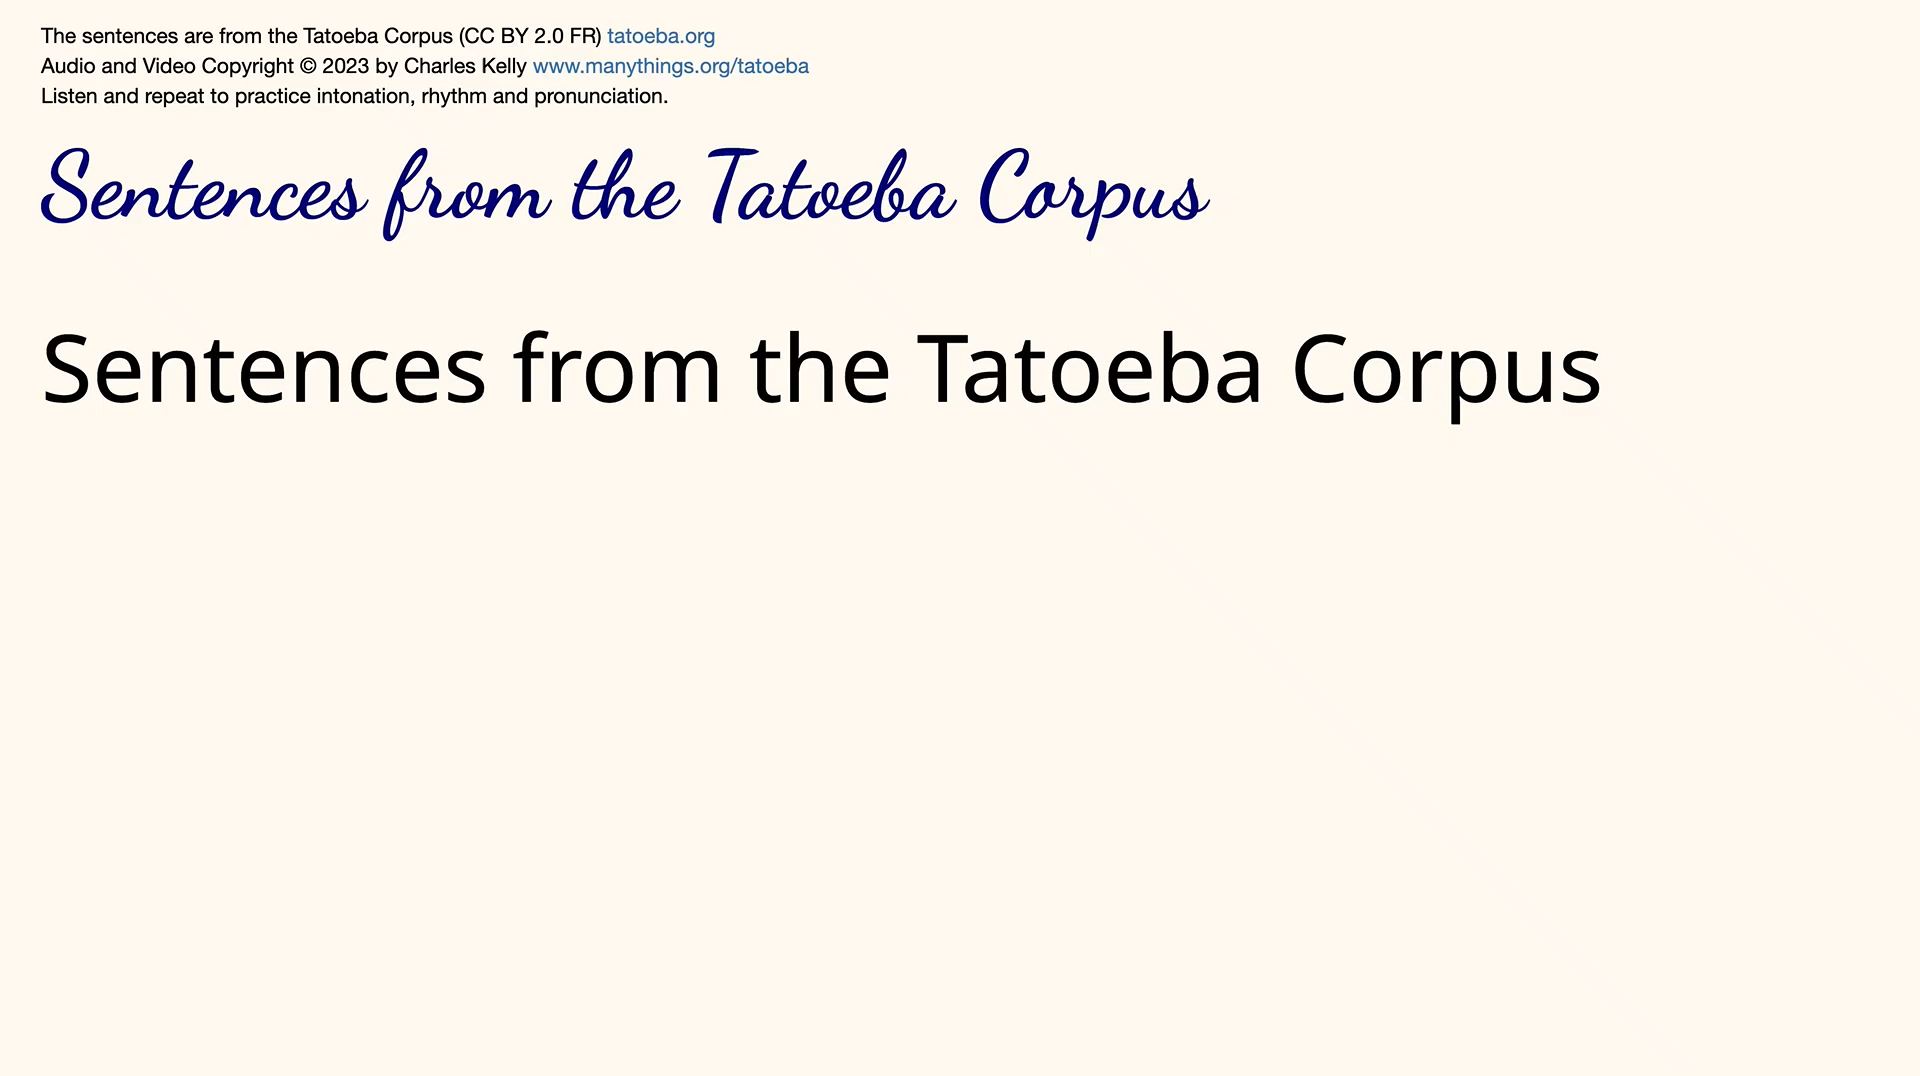 The sentences are from the Tatoeba Corpus (CC BY 2.0 FR) tatoeba.org
Audio and Video Copyright © 2023 by Charles Kelly www.manythings.org/tatoeba
Listen and repeat to practice intonation, rhythm and pronunciation.
Sentences from the Tatoeba Corpus
Sentences from the Tatoeba Corpus